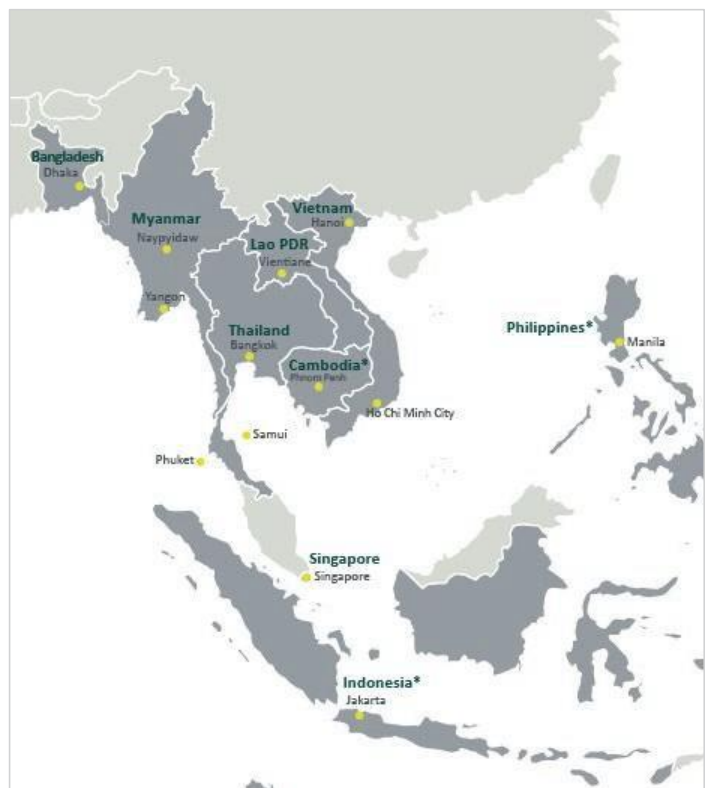 Bangladesh
Dhaka
Myanmar
Naypyidaw
Yangon
Vietnam
Hanoi
Lao PDR
Vientiane
Thailand
Bangkok
Cambodia*
Phnom Penh
Ho Chi Minh City
Philippines*
Manila
Samui
Phuket
Singapore
Singapore
Indonesia*
Jakarta